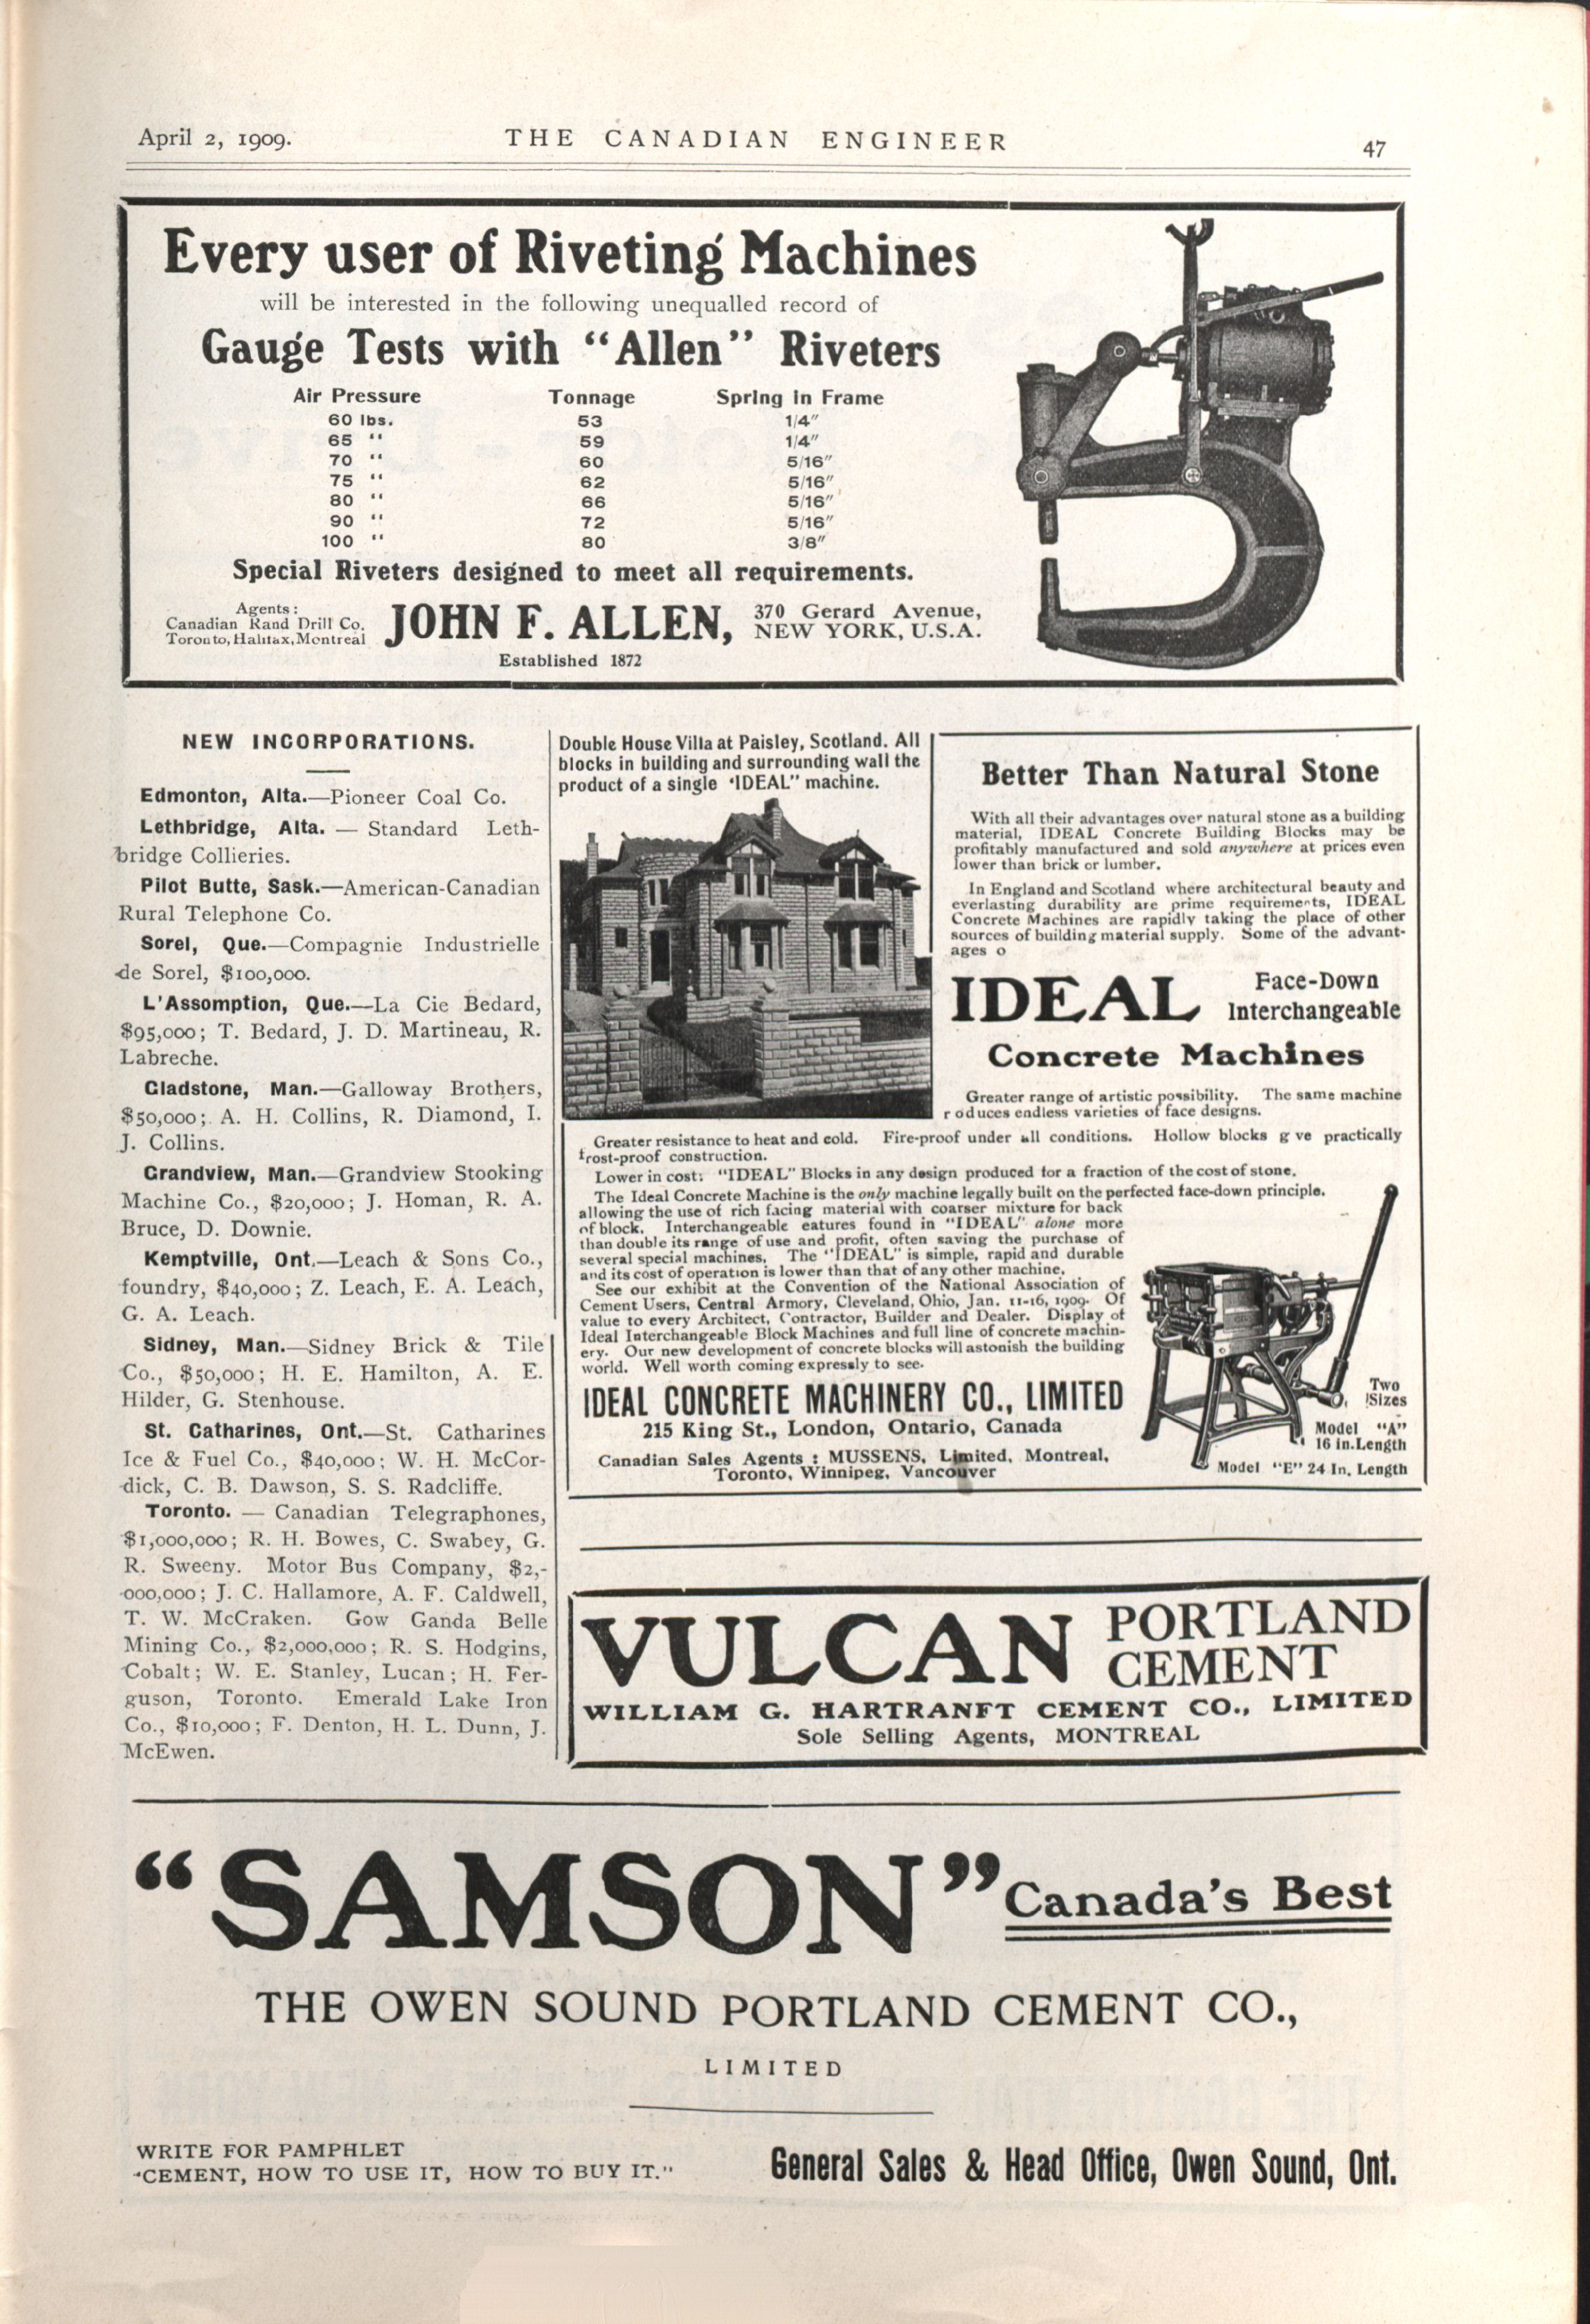 April 2, 1909.
THE CANADIAN ENGINEER
47
Every user of Riveting Machines
will be interested in the following unequalled record of
Gauge Tests with "Allen" Riveters
Air Pressure Tonnage Spring in Frame
60 lbs. 53 1/4"
65 " 59 1/4"
70 " 60 5/16"
75 " 62 5/16"
80 " 66 5/16"
90 " 72 5/16"
100 " 80 3/8"
Special Riveters designed to meet all requirements.
Agents:
Canadian Rand Drill Co.
Toronto, Halifax, Montreal
JOHN F. ALLEN,
370 Gerard Avenue,
NEW YORK, U.S.A.
Established 1872
NEW INCORPORATIONS.
Edmonton, Alta.—Pioneer Coal Co.
Lethbridge, Alta. — Standard Leth-
bridge Collieries.
Pilot Butte, Sask.—American-Canadian
Rural Telephone Co.
Sorel, Que.—Compagnie Industrielle
de Sorel, $100,000.
L'Assomption, Que.—La Cie Bedard,
$95,000; T. Bedard, J. D. Martineau, R.
Labreche.
Gladstone, Man.—Galloway Brothers,
$50,000; A. H. Collins, R. Diamond, I.
J. Collins.
Grandview, Man.—Grandview Stooking
Machine Co., $20,000; J. Homan, R. A.
Bruce, D. Downie.
Kemptville, Ont.—Leach & Sons Co.,
foundry, $40,000; Z. Leach, E. A. Leach,
G. A. Leach.
Sidney, Man.—Sidney Brick & Tile
Co., $50,000; H. E. Hamilton, A. E.
Hilder, G. Stenhouse.
St. Catharines, Ont.—St. Catharines
Ice & Fuel Co., $40,000; W. H. McCor-
dick, C. B. Dawson, S. S. Radcliffe.
Toronto. — Canadian Telegraphones,
$1,000,000; R. H. Bowes, C. Swabey, G.
R. Sweeny. Motor Bus Company, $2,-
000,000; J. C. Hallamore, A. F. Caldwell,
T. W. McCraken. Gow Ganda Belle
Mining Co., $2,000,000; R. S. Hodgins,
Cobalt; W. E. Stanley, Lucan; H. Fer-
guson, Toronto. Emerald Lake Iron
Co., $10,000; F. Denton, H. L. Dunn, J.
McEwen.
Double House Villa at Paisley, Scotland. All
blocks in building and surrounding wall the
product of a single 'IDEAL" machine.
Better Than Natural Stone
With all their advantages over natural stone as a building
material, IDEAL Concrete Building Blocks may be
profitably manufactured and sold anywhere at prices even
lower than brick or lumber.
In England and Scotland where architectural beauty and
everlasting durability are prime requirements, IDEAL
Concrete Machines are rapidly taking the place of other
sources of building material supply. Some of the advant-
ages o
IDEAL
Face-Down
Interchangeable
Concrete Machines
Greater range of artistic possibility. The same machine
r oduces endless varieties of face designs.
Greater resistance to heat and cold. Fire-proof under all conditions. Hollow blocks g ve practically
frost-proof construction.
Lower in cost: "IDEAL" Blocks in any design produced for a fraction of the cost of stone.
The Ideal Concrete Machine is the only machine legally built on the perfected face-down principle.
allowing the use of rich facing material with coarser mixture for back
of block. Interchangeable eatures found in "IDEAL" alone more
than double its range of use and profit, often saving the purchase of
several special machines. The "IDEAL" is simple, rapid and durable
and its cost of operation is lower than that of any other machine.
See our exhibit at the Convention of the National Association of
Cement Users, Central Armory, Cleveland, Ohio, Jan. 11-16, 1909. Of
value to every Architect, Contractor, Builder and Dealer. Display of
Ideal Interchangeable Block Machines and full line of concrete machin-
ery. Our new development of concrete blocks will astonish the building
world. Well worth coming expressly to see.
IDEAL CONCRETE MACHINERY CO., LIMITED
215 King St., London, Ontario, Canada
Canadian Sales Agents : MUSSENS, Limited, Montreal,
Toronto, Winnipeg, Vancouver
Two
Sizes
Model "A"
16 in. Length
Model "E" 24 In. Length
VULCAN PORTLAND
CEMENT
WILLIAM G. HARTRANFT CEMENT CO., LIMITED
Sole Selling Agents, MONTREAL
"SAMSON" Canada's Best
THE OWEN SOUND PORTLAND CEMENT CO.,
LIMITED
WRITE FOR PAMPHLET
"CEMENT, HOW TO USE IT, HOW TO BUY IT."
General Sales & Head Office, Owen Sound, Ont.